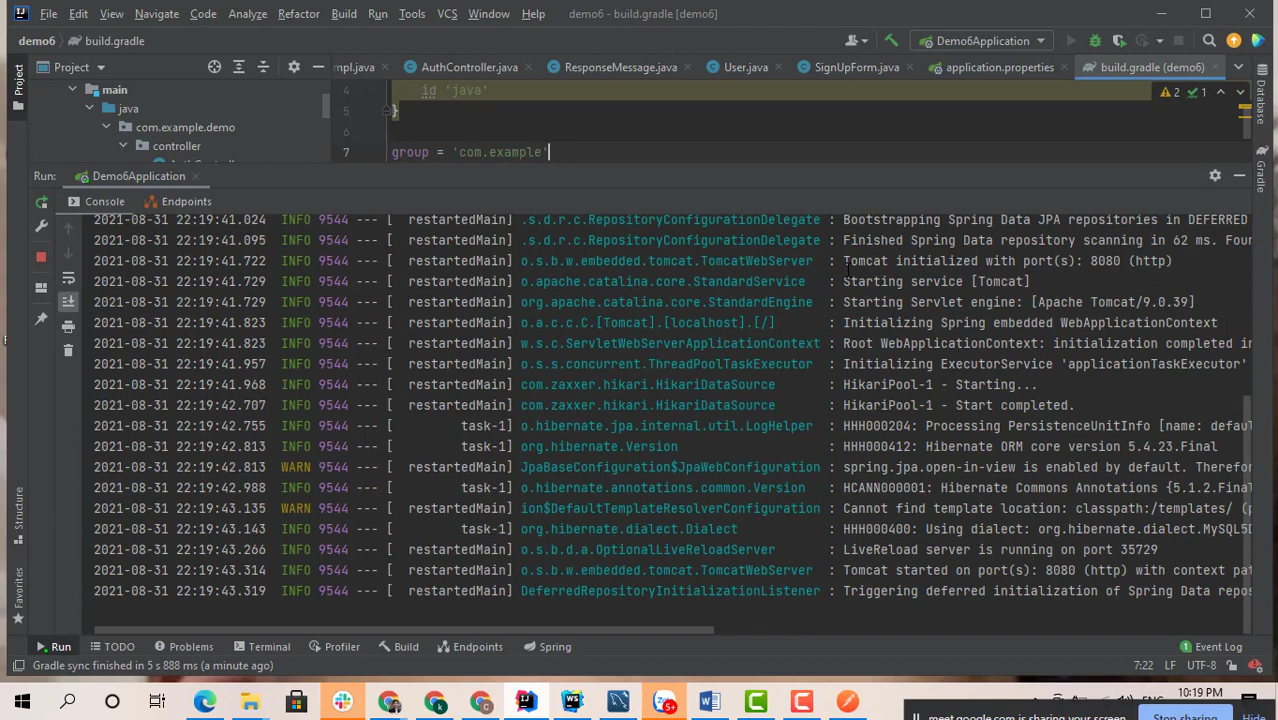 File Edit View Navigate Code Analyze Refactor Build Run Tools VCS Window Help demo6 - build.gradle [demo6]
demo6 build.gradle Demo6Application
Project mpl.java AuthController.java ResponseMessage.java User.java SignUpForm.java application.properties build.gradle (demo6)
main
java
com.example.demo
controller
4 id 'java'
5 }
6
7 group = 'com.example'
2 1
Project
Database
Gradle
Run: Demo6Application
Console Endpoints
2021-08-31 22:19:41.024 INFO 9544 --- [ restartedMain] .s.d.r.c.RepositoryConfigurationDelegate : Bootstrapping Spring Data JPA repositories in DEFERRED
2021-08-31 22:19:41.095 INFO 9544 --- [ restartedMain] .s.d.r.c.RepositoryConfigurationDelegate : Finished Spring Data repository scanning in 62 ms. Foun
2021-08-31 22:19:41.722 INFO 9544 --- [ restartedMain] o.s.b.w.embedded.tomcat.TomcatWebServer : Tomcat initialized with port(s): 8080 (http)
2021-08-31 22:19:41.729 INFO 9544 --- [ restartedMain] o.apache.catalina.core.StandardService : Starting service [Tomcat]
2021-08-31 22:19:41.729 INFO 9544 --- [ restartedMain] org.apache.catalina.core.StandardEngine : Starting Servlet engine: [Apache Tomcat/9.0.39]
2021-08-31 22:19:41.823 INFO 9544 --- [ restartedMain] o.a.c.c.C.[Tomcat].[localhost].[/] : Initializing Spring embedded WebApplicationContext
2021-08-31 22:19:41.823 INFO 9544 --- [ restartedMain] w.s.c.ServletWebServerApplicationContext : Root WebApplicationContext: initialization completed in
2021-08-31 22:19:41.957 INFO 9544 --- [ restartedMain] o.s.s.concurrent.ThreadPoolTaskExecutor : Initializing ExecutorService 'applicationTaskExecutor'
2021-08-31 22:19:41.968 INFO 9544 --- [ restartedMain] com.zaxxer.hikari.HikariDataSource : HikariPool-1 - Starting...
2021-08-31 22:19:42.707 INFO 9544 --- [ restartedMain] com.zaxxer.hikari.HikariDataSource : HikariPool-1 - Start completed.
2021-08-31 22:19:42.755 INFO 9544 --- [ task-1] o.hibernate.jpa.internal.util.LogHelper : HHH000204: Processing PersistenceUnitInfo [name: defau
2021-08-31 22:19:42.813 INFO 9544 --- [ task-1] org.hibernate.Version : HHH000412: Hibernate ORM core version 5.4.23.Final
2021-08-31 22:19:42.813 WARN 9544 --- [ restartedMain] JpaBaseConfiguration$JpaWebConfiguration : spring.jpa.open-in-view is enabled by default. Therefor
2021-08-31 22:19:42.988 INFO 9544 --- [ task-1] o.hibernate.annotations.common.Version : HCANN000001: Hibernate Commons Annotations {5.1.2.Final
2021-08-31 22:19:43.135 WARN 9544 --- [ restartedMain] ion$DefaultTemplateResolverConfiguration : Cannot find template location: classpath:/templates/ (p
2021-08-31 22:19:43.143 INFO 9544 --- [ task-1] org.hibernate.dialect.Dialect : HHH000400: Using dialect: org.hibernate.dialect.MySQL5D
2021-08-31 22:19:43.266 INFO 9544 --- [ restartedMain] o.s.b.d.a.OptionalLiveReloadServer : LiveReload server is running on port 35729
2021-08-31 22:19:43.314 INFO 9544 --- [ restartedMain] o.s.b.w.embedded.tomcat.TomcatWebServer : Tomcat started on port(s): 8080 (http) with context pat
2021-08-31 22:19:43.319 INFO 9544 --- [ restartedMain] DeferredRepositoryInitializationListener : Triggering deferred initialization of Spring Data repos
Structure
Favorites
Run TODO Problems Terminal Profiler Build Endpoints Spring 1 Event Log
Gradle sync finished in 5 s 888 ms (a minute ago) 7:22 LF UTF-8
5+ ENG 10:19 PM
meet.google.com is sharing your screen. Stop sharing Hide